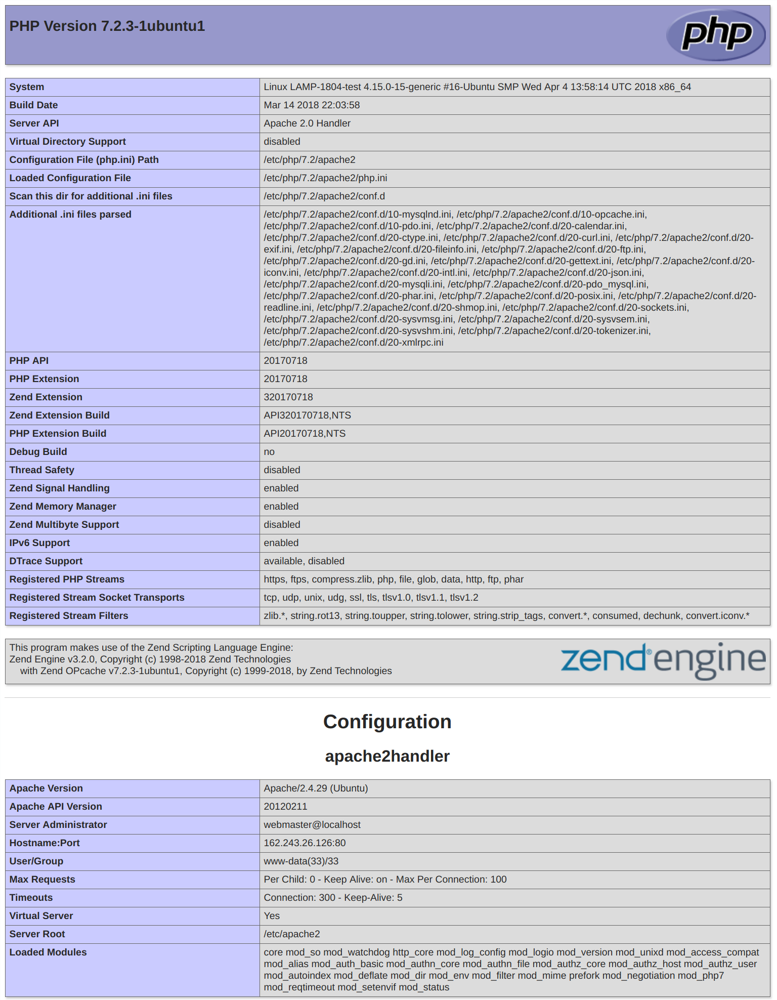 PHP Version 7.2.3-1ubuntu1
php
System Linux LAMP-1804-test 4.15.0-15-generic #16-Ubuntu SMP Wed Apr 4 13:58:14 UTC 2018 x86_64
Build Date Mar 14 2018 22:03:58
Server API Apache 2.0 Handler
Virtual Directory Support disabled
Configuration File (php.ini) Path /etc/php/7.2/apache2
Loaded Configuration File /etc/php/7.2/apache2/php.ini
Scan this dir for additional .ini files /etc/php/7.2/apache2/conf.d
Additional .ini files parsed /etc/php/7.2/apache2/conf.d/10-mysqlnd.ini, /etc/php/7.2/apache2/conf.d/10-opcache.ini,
/etc/php/7.2/apache2/conf.d/10-pdo.ini, /etc/php/7.2/apache2/conf.d/20-calendar.ini,
/etc/php/7.2/apache2/conf.d/20-ctype.ini, /etc/php/7.2/apache2/conf.d/20-curl.ini, /etc/php/7.2/apache2/conf.d/20-
exif.ini, /etc/php/7.2/apache2/conf.d/20-fileinfo.ini, /etc/php/7.2/apache2/conf.d/20-ftp.ini,
/etc/php/7.2/apache2/conf.d/20-gd.ini, /etc/php/7.2/apache2/conf.d/20-gettext.ini, /etc/php/7.2/apache2/conf.d/20-
iconv.ini, /etc/php/7.2/apache2/conf.d/20-intl.ini, /etc/php/7.2/apache2/conf.d/20-json.ini,
/etc/php/7.2/apache2/conf.d/20-mysqli.ini, /etc/php/7.2/apache2/conf.d/20-pdo_mysql.ini,
/etc/php/7.2/apache2/conf.d/20-phar.ini, /etc/php/7.2/apache2/conf.d/20-posix.ini, /etc/php/7.2/apache2/conf.d/20-
readline.ini, /etc/php/7.2/apache2/conf.d/20-shmop.ini, /etc/php/7.2/apache2/conf.d/20-sockets.ini,
/etc/php/7.2/apache2/conf.d/20-sysvmsg.ini, /etc/php/7.2/apache2/conf.d/20-sysvsem.ini,
/etc/php/7.2/apache2/conf.d/20-sysvshm.ini, /etc/php/7.2/apache2/conf.d/20-tokenizer.ini,
/etc/php/7.2/apache2/conf.d/20-xmlrpc.ini
PHP API 20170718
PHP Extension 20170718
Zend Extension 320170718
Zend Extension Build API320170718,NTS
PHP Extension Build API20170718,NTS
Debug Build no
Thread Safety disabled
Zend Signal Handling enabled
Zend Memory Manager enabled
Zend Multibyte Support disabled
IPv6 Support enabled
DTrace Support available, disabled
Registered PHP Streams https, ftps, compress.zlib, php, file, glob, data, http, ftp, phar
Registered Stream Socket Transports tcp, udp, unix, udg, ssl, tls, tlsv1.0, tlsv1.1, tlsv1.2
Registered Stream Filters zlib.*, string.rot13, string.toupper, string.tolower, string.strip_tags, convert.*, consumed, dechunk, convert.iconv.*
This program makes use of the Zend Scripting Language Engine:
Zend Engine v3.2.0, Copyright (c) 1998-2018 Zend Technologies
with Zend OPcache v7.2.3-1ubuntu1, Copyright (c) 1999-2018, by Zend Technologies
zend® engine
Configuration
apache2handler
Apache Version Apache/2.4.29 (Ubuntu)
Apache API Version 20120211
Server Administrator webmaster@localhost
Hostname:Port 162.243.26.126:80
User/Group www-data(33)/33
Max Requests Per Child: 0 - Keep Alive: on - Max Per Connection: 100
Timeouts Connection: 300 - Keep-Alive: 5
Virtual Server Yes
Server Root /etc/apache2
Loaded Modules core mod_so mod_watchdog http_core mod_log_config mod_logio mod_version mod_unixd mod_access_compat
mod_alias mod_auth_basic mod_authn_core mod_authn_file mod_authz_core mod_authz_host mod_authz_user
mod_autoindex mod_deflate mod_dir mod_env mod_filter mod_mime prefork mod_negotiation mod_php7
mod_reqtimeout mod_setenvif mod_status